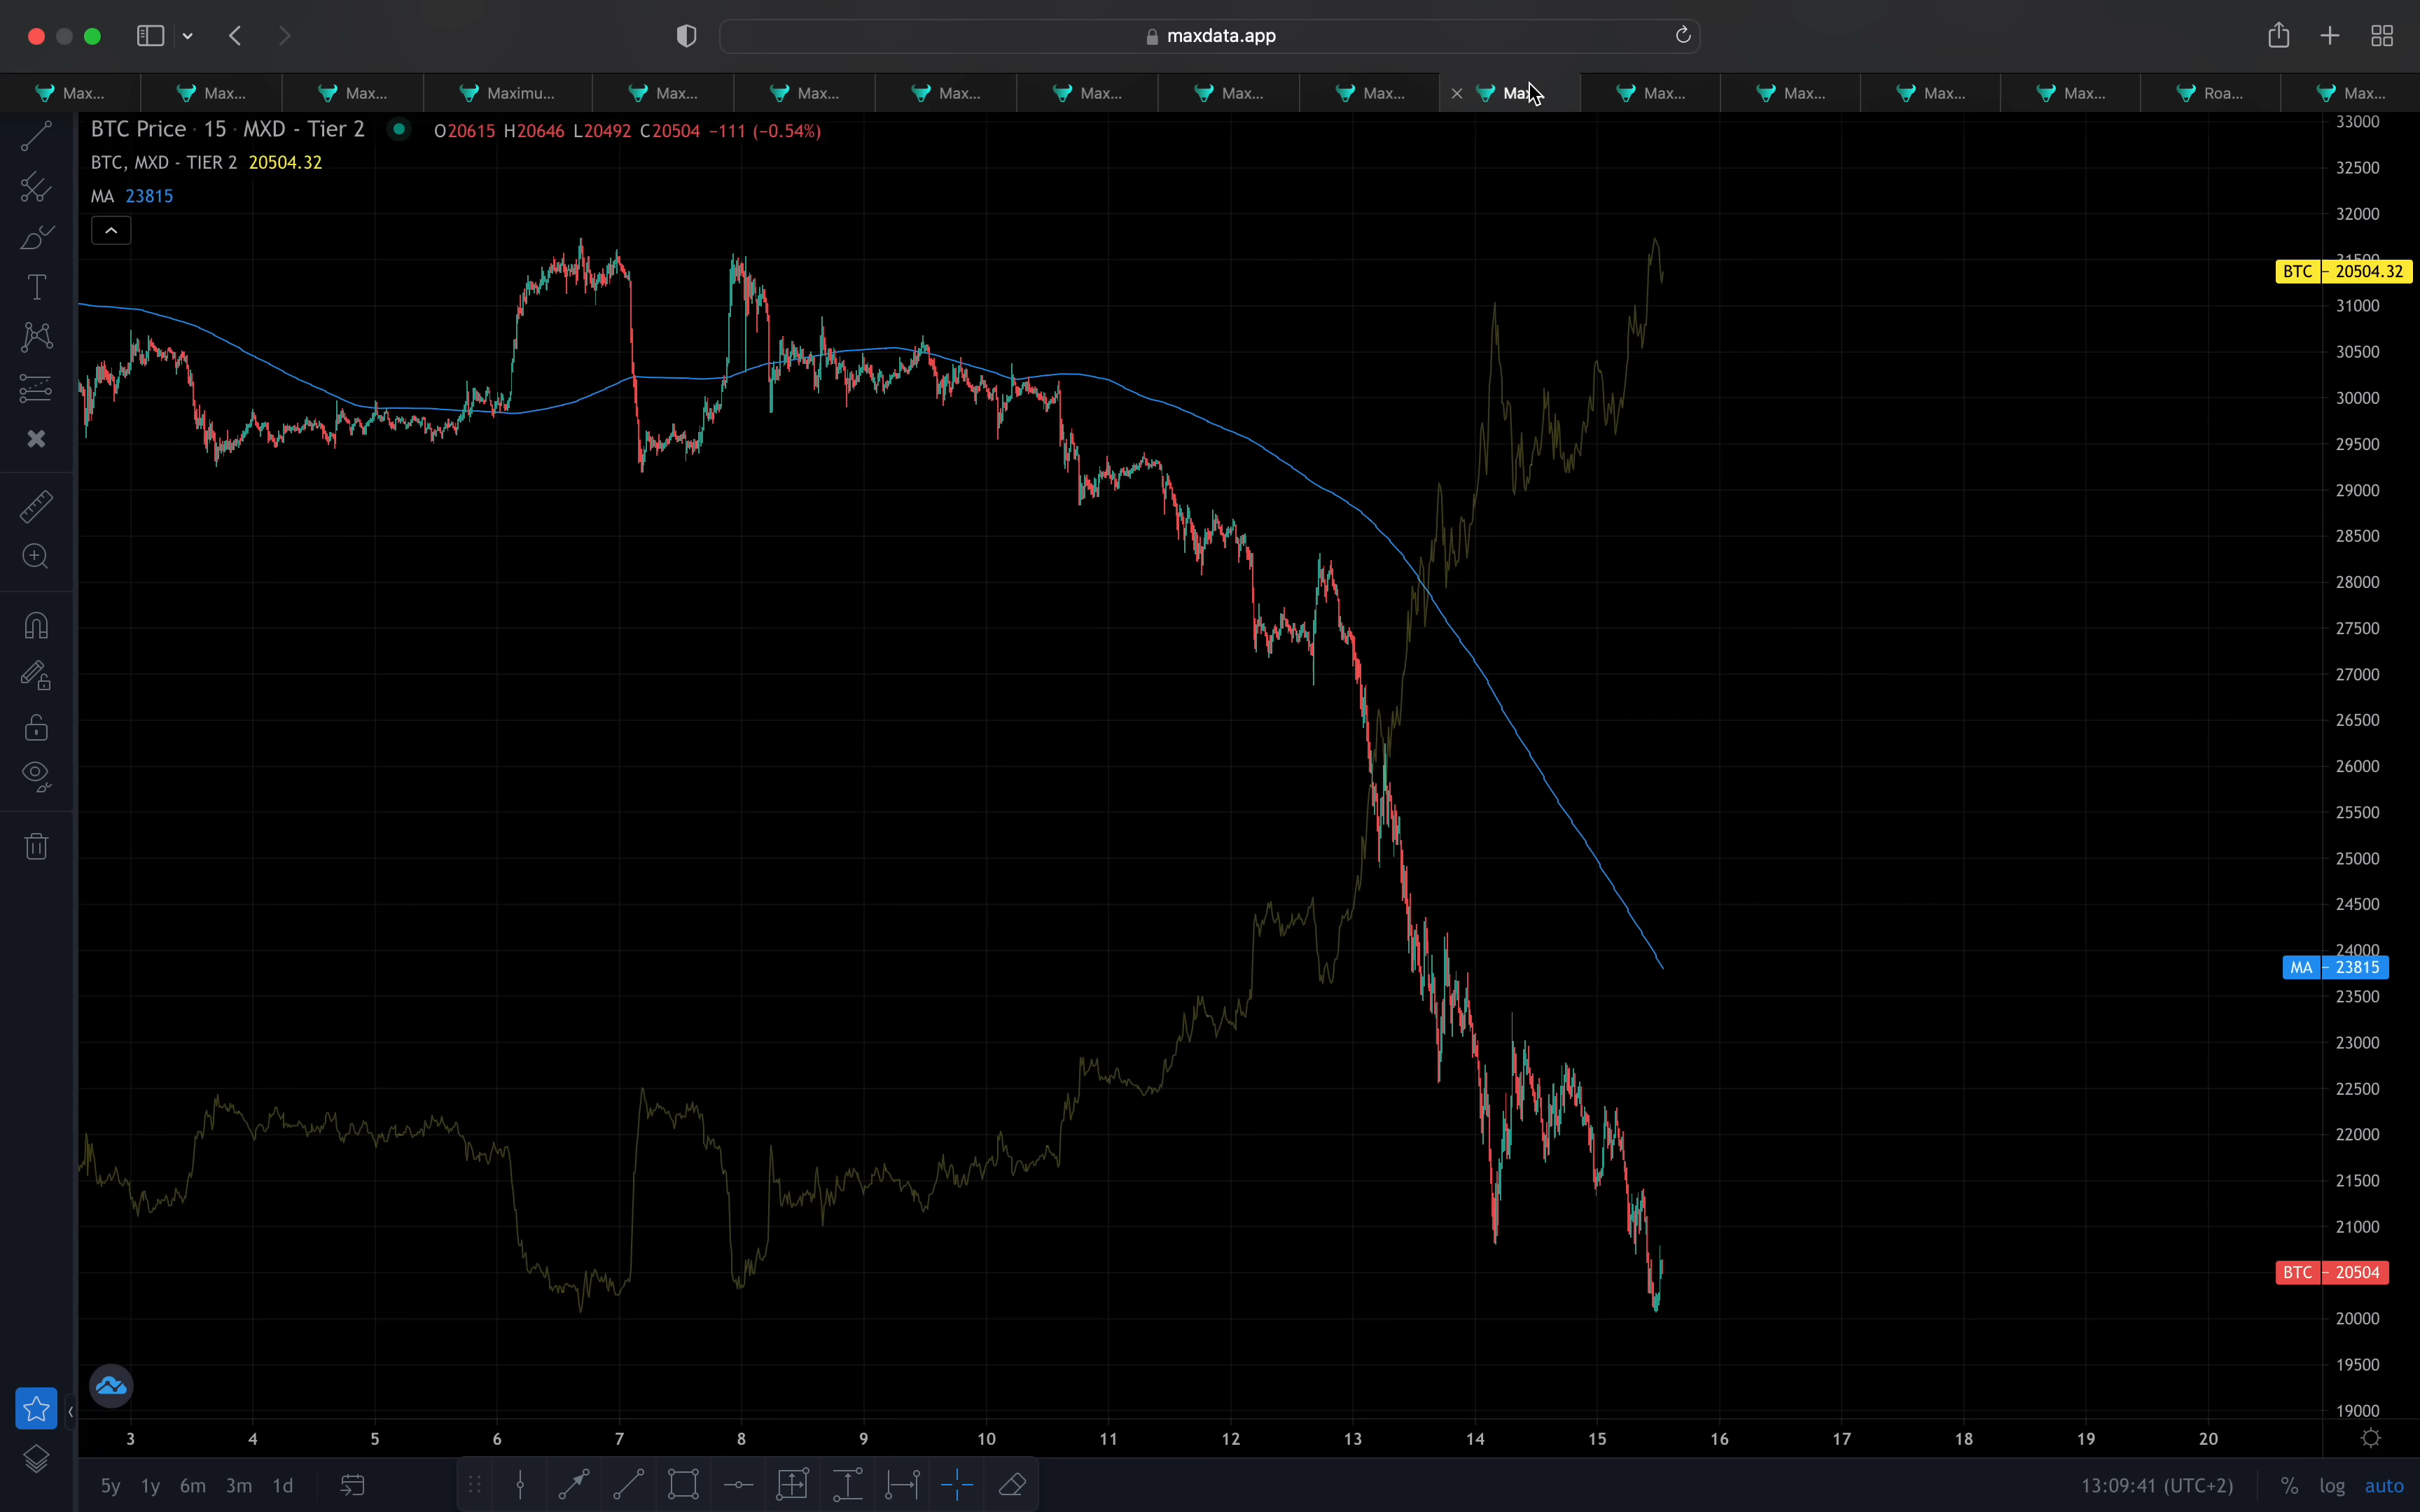 maxdata.app
Max... Max... Max... Maximu... Max... Max... Max... Max... Max... Max... Max... Max... Max... Max... Roa... Max...
BTC Price · 15 · MXD - Tier 2 O20615 H20646 L20492 C20504 −111 (−0.54%)
BTC, MXD - TIER 2 20504.32
MA 23815
33000
32500
32000
BTC 20504.32
31000
30500
30000
29500
29000
28500
28000
27500
27000
26500
26000
25500
25000
24500
24000
MA 23815
23500
23000
22500
22000
21500
21000
BTC 20504
20000
19500
19000
3 4 5 6 7 8 9 10 11 12 13 14 15 16 17 18 19 20
5y 1y 6m 3m 1d 13:09:41 (UTC+2) % log auto